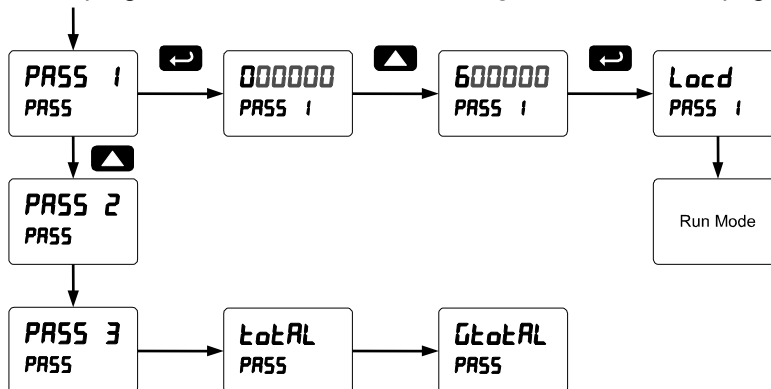 PASS 1
PASS
000000
PASS 1
600000
PASS 1
Locd
PASS 1
PASS 2
PASS
Run Mode
PASS 3
PASS
totAL
PASS
GtotAL
PASS